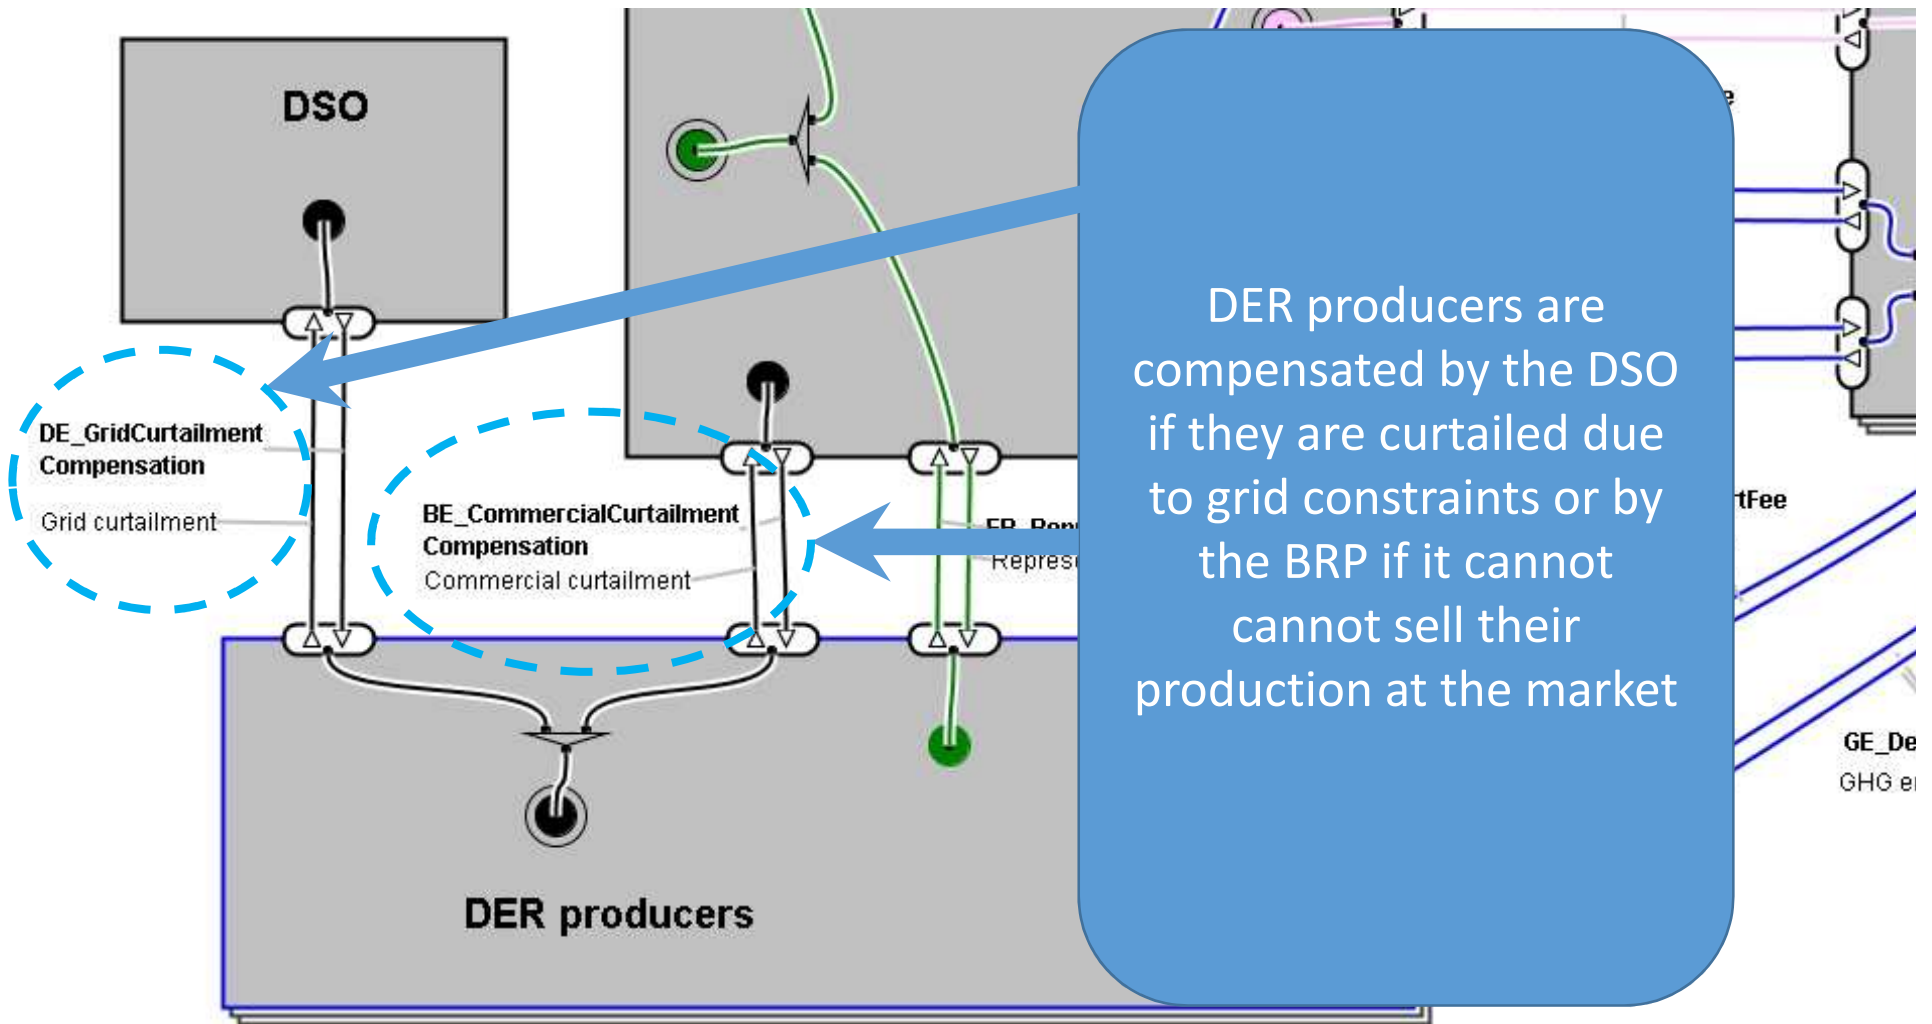 DSO
DE_GridCurtailment
Compensation
Grid curtailment
BE_CommercialCurtailment
Compensation
Commercial curtailment
DER producers
DER producers are
compensated by the DSO
if they are curtailed due
to grid constraints or by
the BRP if it cannot
cannot sell their
production at the market
rtFee
GE_De
GHG